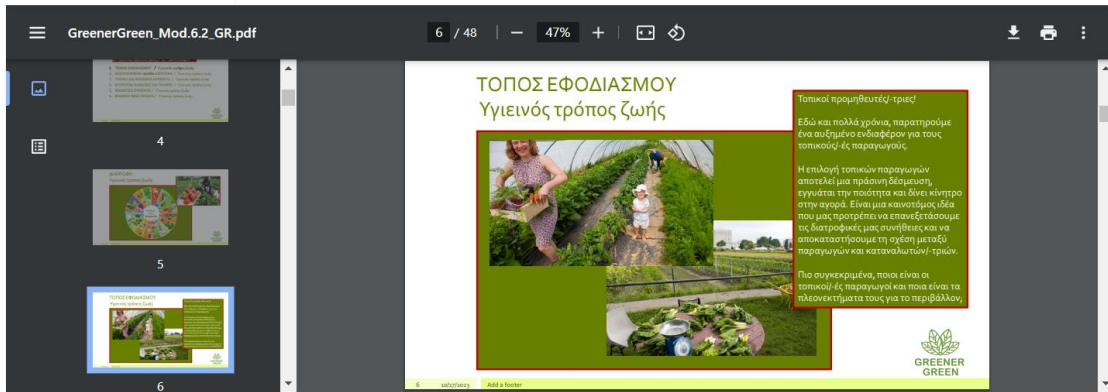 GreenerGreen_Mod.6.2_GR.pdf
6 / 48
47%
4
5
6
ΤΟΠΟΣ ΕΦΟΔΙΑΣΜΟΥ
Υγιεινός τρόπος ζωής
Τοπικοί προμηθευτές/-τριες!
Εδώ και πολλά χρόνια, παρατηρούμε
ένα αυξημένο ενδιαφέρον για τους
τοπικούς/-ές παραγωγούς.
Η επιλογή τοπικών παραγωγών
αποτελεί μια πράσινη δέσμευση,
εγγυάται την ποιότητα και δίνει κίνητρο
στην αγορά. Είναι μια καινοτόμος ιδέα
που μας προτρέπει να επανεξετάσουμε
τις διατροφικές μας συνήθειες και να
αποκαταστήσουμε τη σχέση μεταξύ
παραγωγών και καταναλωτών/-τριών.
Πιο συγκεκριμένα, ποιοι είναι οι
τοπικοί/-ές παραγωγοί και ποια είναι τα
πλεονεκτήματα τους για το περιβάλλον;
GREENER
GREEN
6 10/27/2023 Add a footer